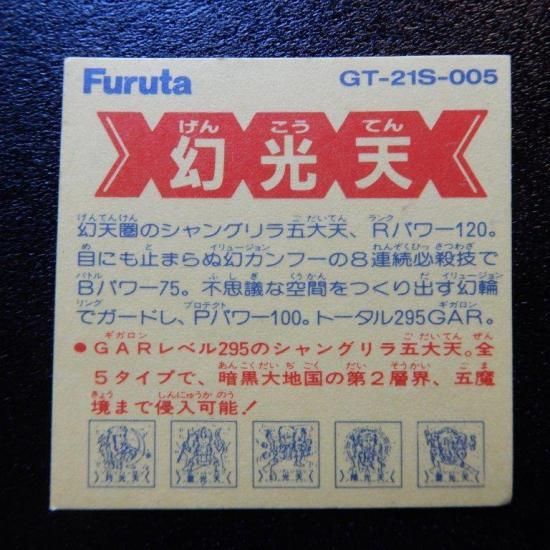 Furuta
GT-21S-005
げん こう てん
幻光天
げんてんけん ごだいてん ランク
幻天圏のシャングリラ五大天、Rパワー120。
め と イリュージョン れんぞくひっさつわざ
目にも止まらぬ幻カンフーの8連続必殺技で
バトル ふしぎ くうかん だ イリュージョン
Bパワー75。不思議な空間をつくり出す幻輪
リング プロテクト ギガロン
でガードし、Pパワー100。トータル295GAR。
ギガロン ごだいてん ぜん
●GARレベル295のシャングリラ五大天。全
あんこくだいちごく だい そうかい ごま
5タイプで、暗黒大地国の第2層界、五魔
きょう しんにゅうかのう
境まで侵入可能!
月光天
幻光天